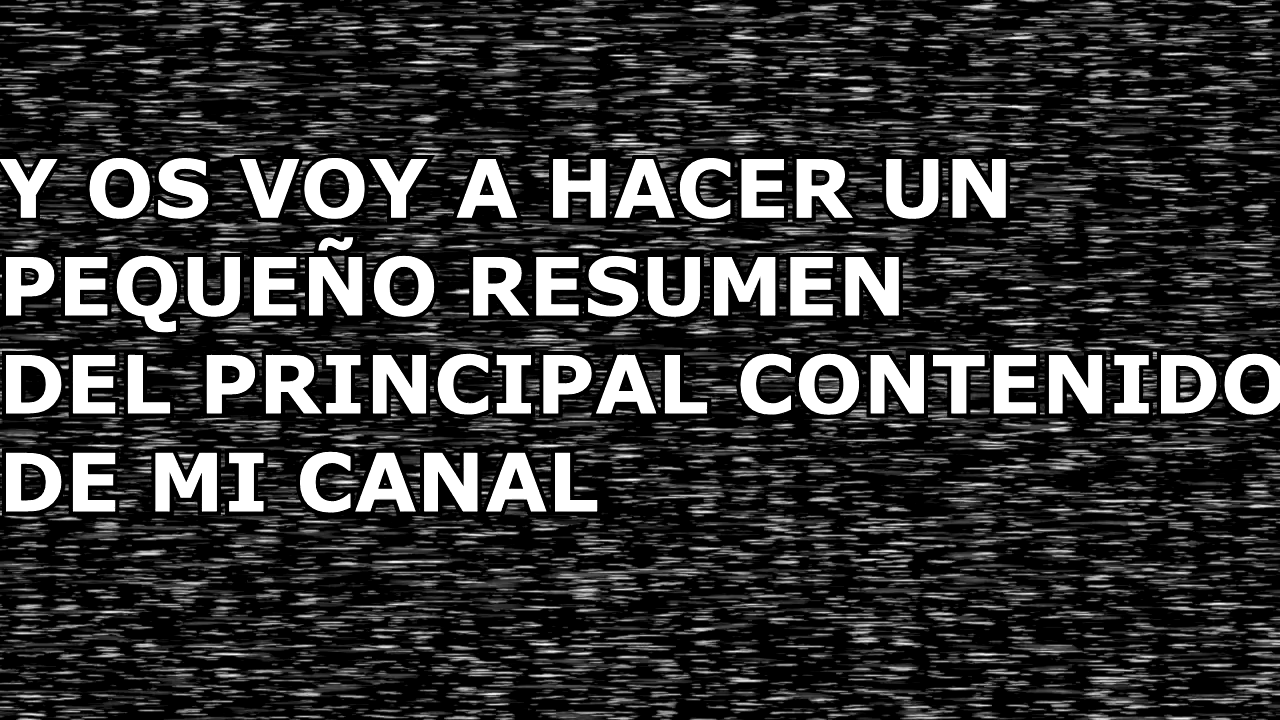 Y OS VOY A HACER UN
PEQUEÑO RESUMEN
DEL PRINCIPAL CONTENIDO
DE MI CANAL